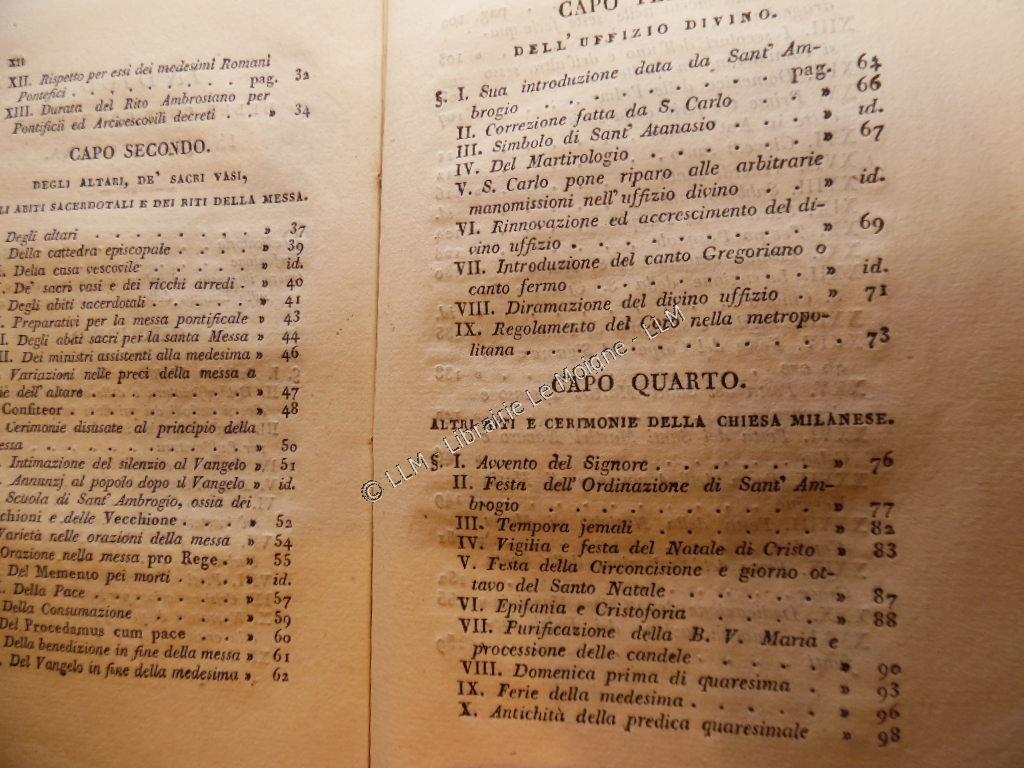 XII
XII. Rispetto per essi dei medesimi Romani
Pontefici . . . . . . . . . pag. 32
XIII. Durata del Rito Ambrosiano per
Pontificii ed Arcivescovili decreti . . » 34
CAPO SECONDO.
DEGLI ALTARI, DE' SACRI VASI,
ABITI SACERDOTALI E DEI RITI DELLA MESSA.
Degli altari . . . . . . . . » 37
Della cattedra episcopale . . . . » 39
Della casa vescovile . . . . . » id.
De' sacri vasi e dei ricchi arredi . » 40
Degli abiti sacerdotali . . . . . » 41
Preparativi per la messa pontificale » 43
Degli abiti sacri per la santa Messa » 44
Dei ministri assistenti alla medesima » 46
Variazioni nelle preci della messa a
dell'altare . . . . . . . . » 47
Confiteor . . . . . . . . » 48
Cerimonie disusate al principio della
. . . . . . . . . » 50
Intimazione del silenzio al Vangelo » 51
Annunzj al popolo dopo il Vangelo » id.
Scuola di Sant' Ambrogio, ossia dei
e delle Vecchione . . . . » 52
Varietà nelle orazioni della messa » 54
Orazione nella messa pro Rege . . » 55
Del Memento pei morti . . . . » id.
Della Pace . . . . . . . . » 57
Della Consumazione . . . . . » 59
Del Procedamus cum pace . . . » 60
Della benedizione in fine della messa » 61
Del Vangelo in fine della medesima » 62
CAPO
DELL' UFFIZIO DIVINO.
§. I. Sua introduzione data da Sant' Am-
brogio . . . . . . . . . pag. 64
II. Correzione fatta da S. Carlo . . » 66
III. Simbolo di Sant' Atanasio . . . » id.
IV. Del Martirologio . . . . . . » 67
V. S. Carlo pone riparo alle arbitrarie
manomissioni nell'uffizio divino . . » id.
VI. Rinnovazione ed accrescimento del di-
vino uffizio . . . . . . . . » 69
VII. Introduzione del canto Gregoriano o
canto fermo . . . . . . . . » id.
VIII. Diramazione del divino uffizio . » 71
IX. Regolamento del Coro nella metropo-
litana . . . . . . . . . . 73
CAPO QUARTO.
ALTRI RITI E CERIMONIE DELLA CHIESA MILANESE.
§. I. Avvento del Signore . . . . . » 76
II. Festa dell'Ordinazione di Sant' Am-
brogio . . . . . . . . . » 77
III. Tempora jemali . . . . . . » 82
IV. Vigilia e festa del Natale di Cristo » 83
V. Festa della Circoncisione e giorno ot-
tavo del Santo Natale . . . . . » 87
VI. Epifania e Cristoforia . . . . » 88
VII. Purificazione della B. V. Maria e
processione delle candele . . . . » 90
VIII. Domenica prima di quaresima . » 93
IX. Ferie della medesima . . . . . » 96
X. Antichità della predica quaresimale » 98
© LLM - Librairie Le Moigne - LLM